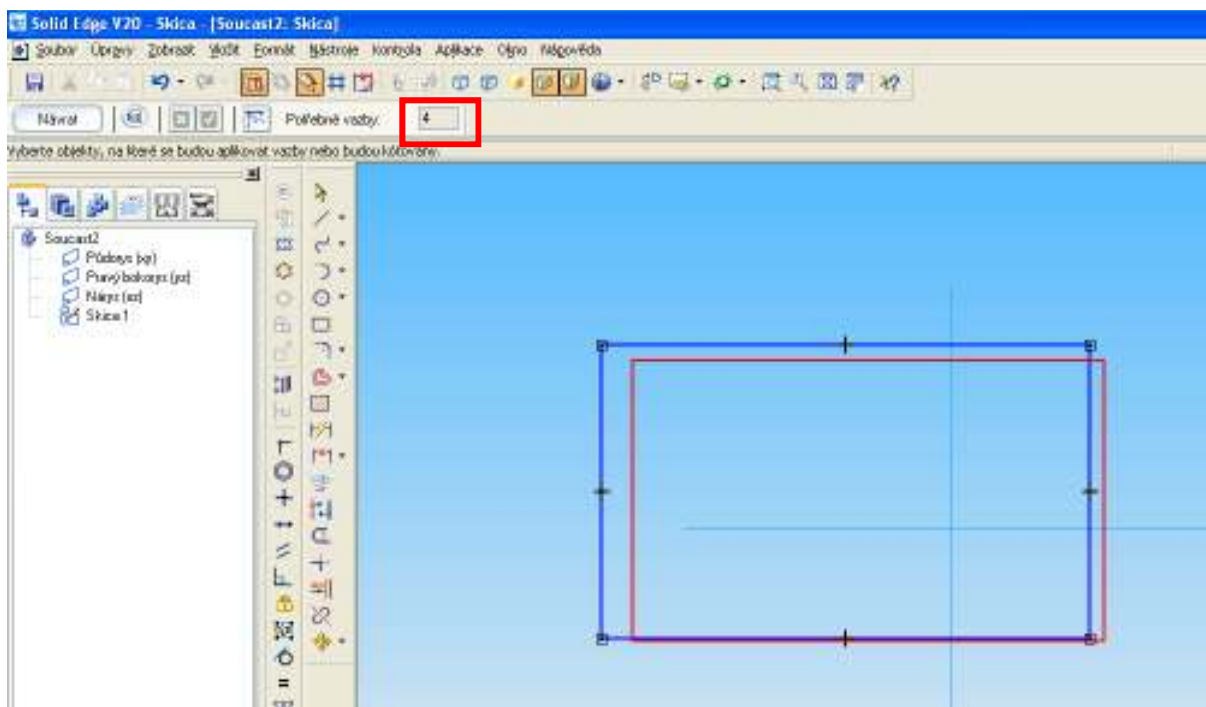 Solid Edge V20 - Skica - [Soucast2: Skica]
Soubor Úpravy Zobrazit Vložit Formát Nástroje Kontrola Aplikace Okno Nápověda
Návrat Potřebné vazby: 4
Vyberte objekty, na které se budou aplikovat vazby nebo budou kótovány.
Soucast2
Půdorys (xy)
Pravý bokorys (yz)
Nárys (xz)
Skica 1